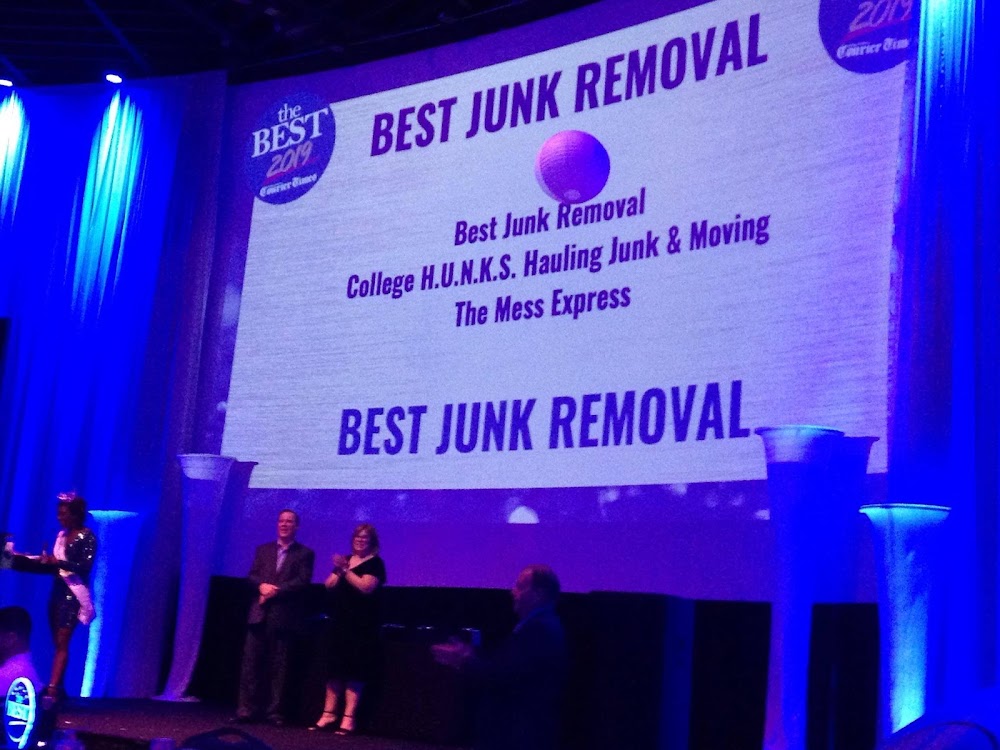 the
BEST
2019
Courier Times
2019
Courier Tim
BEST JUNK REMOVAL
Best Junk Removal
College H.U.N.K.S. Hauling Junk & Moving
The Mess Express
BEST JUNK REMOVAL